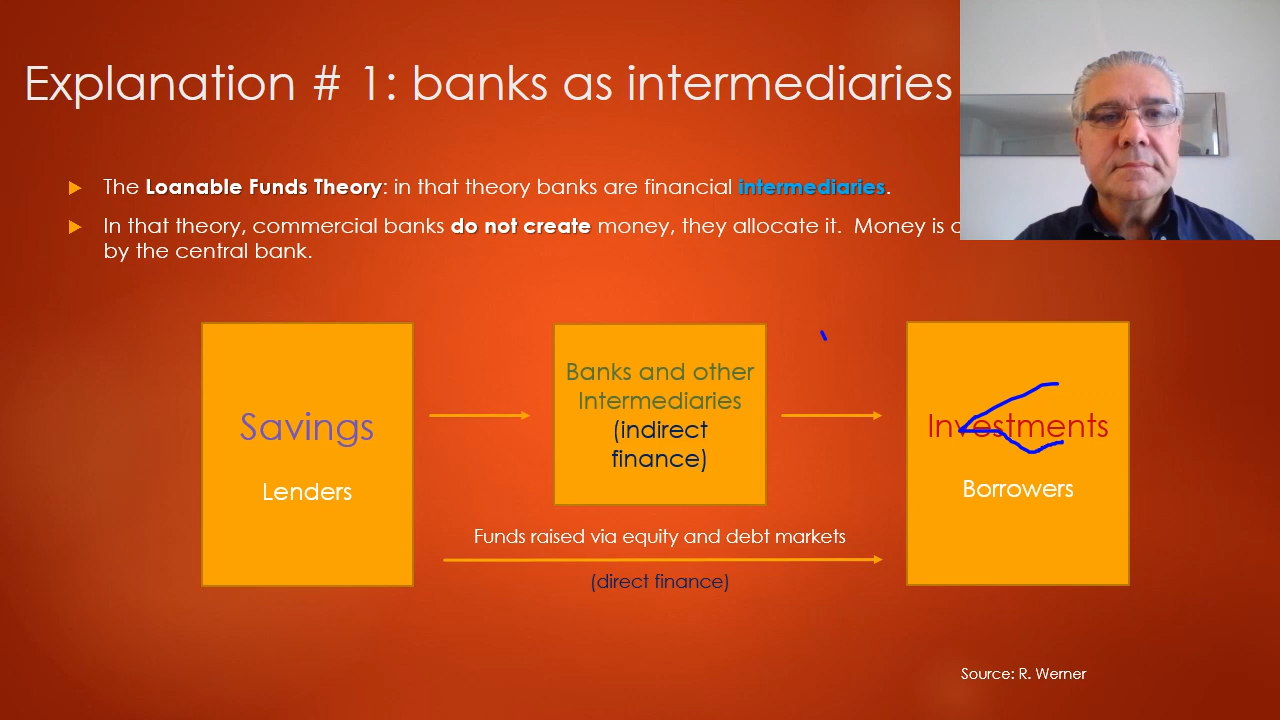 Explanation # 1: banks as intermediaries
The Loanable Funds Theory: in that theory banks are financial intermediaries.
In that theory, commercial banks do not create money, they allocate it.  Money is
by the central bank.
Savings
Lenders
Banks and other
Intermediaries
(indirect
finance)
Investments
Borrowers
Funds raised via equity and debt markets
(direct finance)
Source: R. Werner